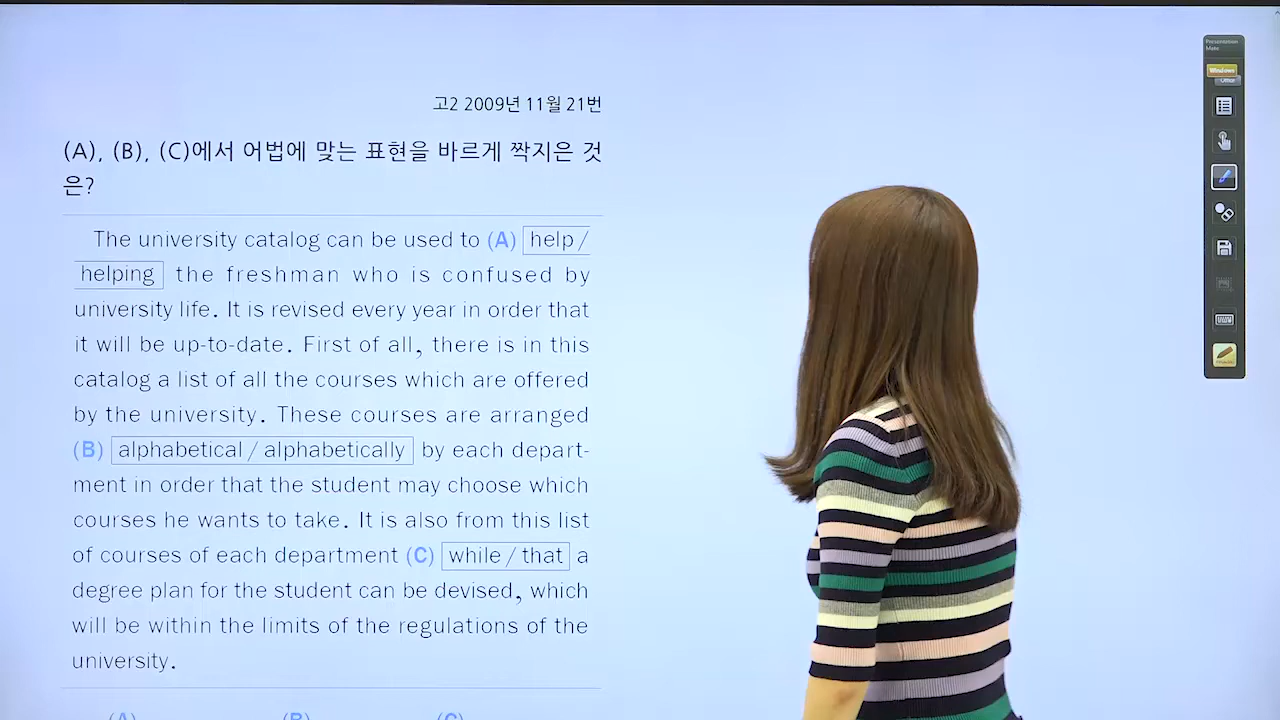 고2 2009년 11월 21번
(A), (B), (C)에서 어법에 맞는 표현을 바르게 짝지은 것
은?
The university catalog can be used to (A) help /
helping the freshman who is confused by
university life. It is revised every year in order that
it will be up-to-date. First of all, there is in this
catalog a list of all the courses which are offered
by the university. These courses are arranged
(B) alphabetical / alphabetically by each depart-
ment in order that the student may choose which
courses he wants to take. It is also from this list
of courses of each department (C) while / that a
degree plan for the student can be devised, which
will be within the limits of the regulations of the
university.
(A) (B) (C)
Presentation
Mate
Windows
Office